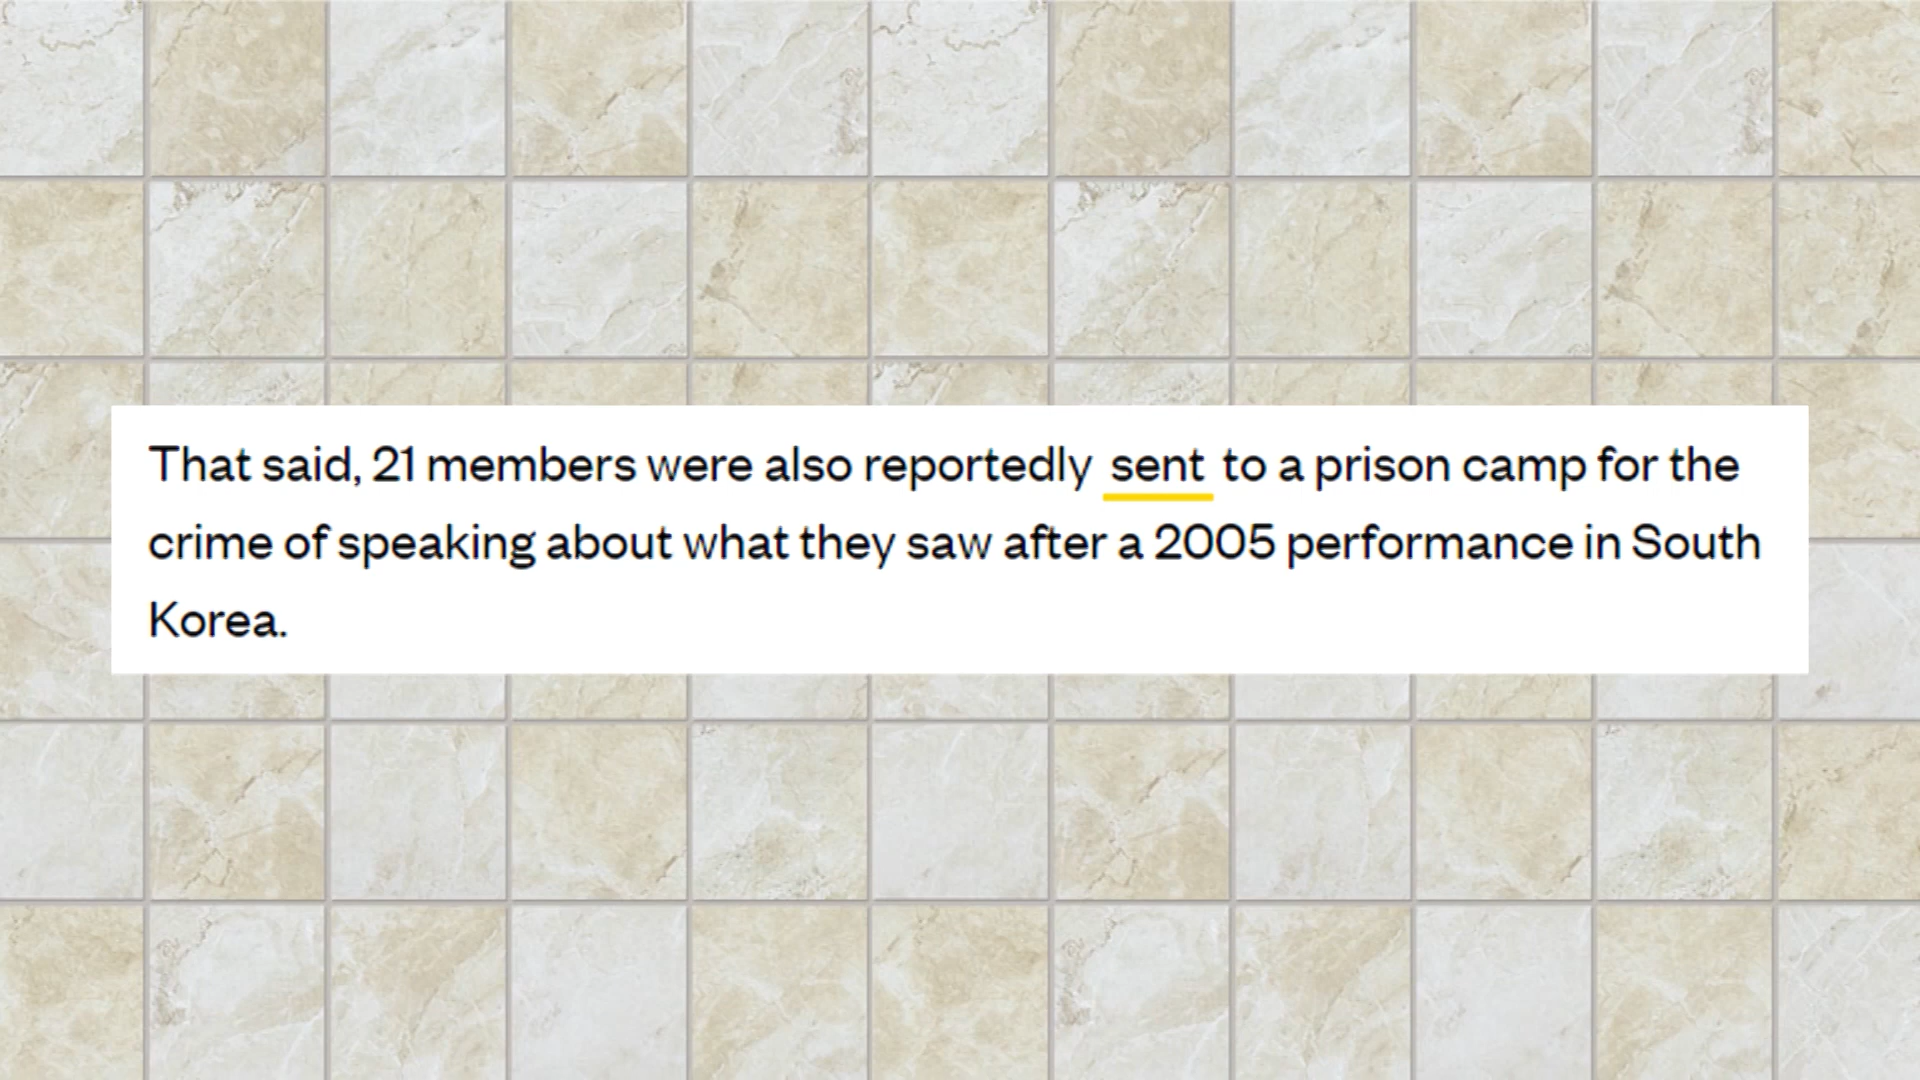 That said, 21 members were also reportedly sent to a prison camp for the
crime of speaking about what they saw after a 2005 performance in South
Korea.